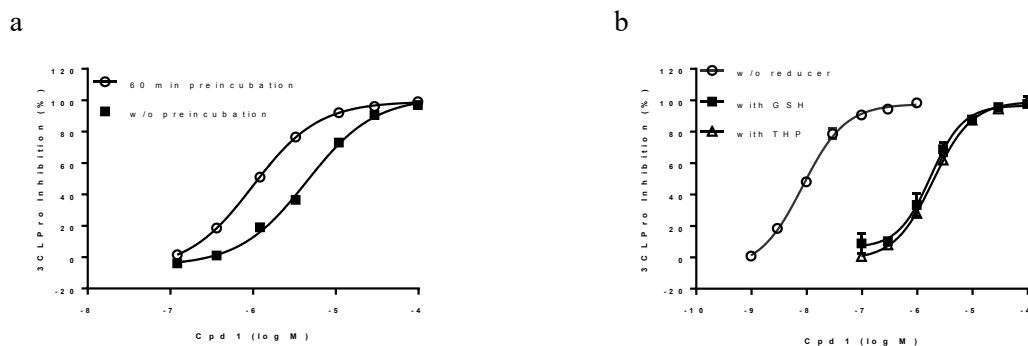 a
b
120
100
80
60
40
20
0
-20
3CLPro Inhibition (%)
60 min preincubation
w/o preincubation
-8
-7
-6
-5
-4
Cpd 1 (log M)
120
100
80
60
40
20
0
-20
3CLPro Inhibition (%)
w/o reducer
with GSH
with THP
-10
-9
-8
-7
-6
-5
-4
Cpd 1 (log M)